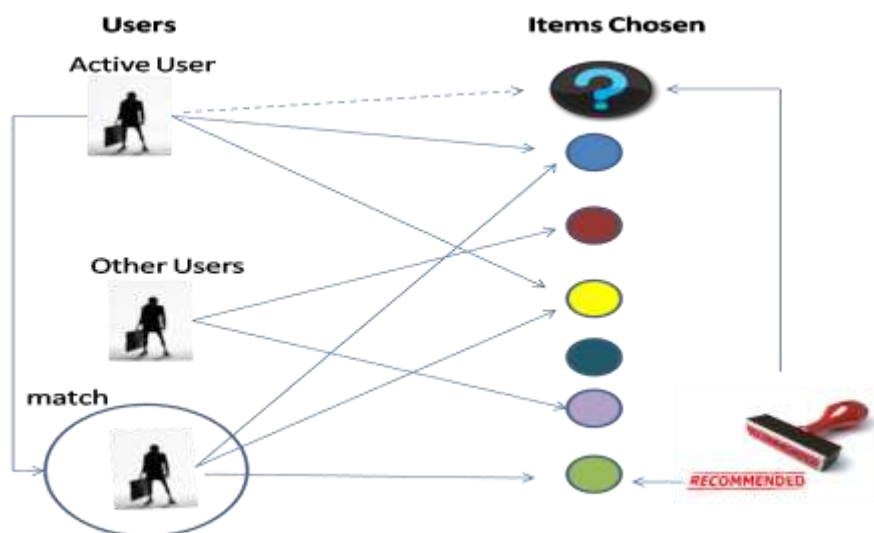 Users
Items Chosen
Active User
Other Users
match
RECOMMENDED